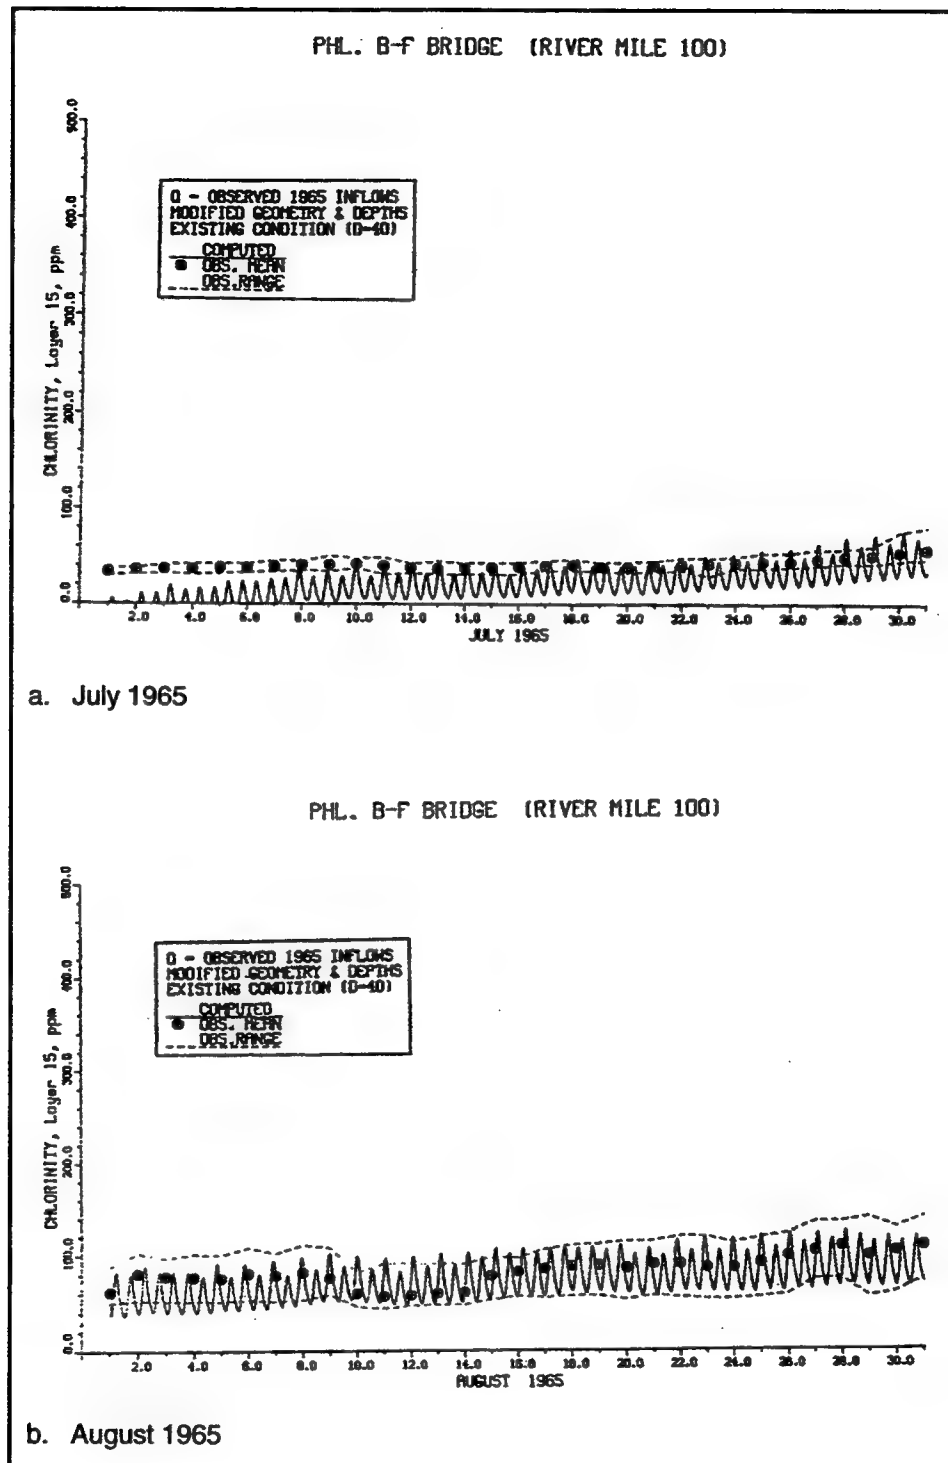 PHL. B-F BRIDGE (RIVER MILE 100)
500.0
400.0
300.0
200.0
100.0
0.0
CHLORINITY, Layer 15, ppm
Q - OBSERVED 1965 INFLOWS
MODIFIED GEOMETRY & DEPTHS
EXISTING CONDITION (D-40)
COMPUTED
OBS. MEAN
OBS.RANGE
2.0 4.0 6.0 8.0 10.0 12.0 14.0 16.0 18.0 20.0 22.0 24.0 26.0 28.0 30.0
JULY 1965
a. July 1965
PHL. B-F BRIDGE (RIVER MILE 100)
500.0
400.0
300.0
200.0
100.0
0.0
CHLORINITY, Layer 15, ppm
Q - OBSERVED 1965 INFLOWS
MODIFIED GEOMETRY & DEPTHS
EXISTING CONDITION (D-40)
COMPUTED
OBS. MEAN
OBS.RANGE
2.0 4.0 6.0 8.0 10.0 12.0 14.0 16.0 18.0 20.0 22.0 24.0 26.0 28.0 30.0
AUGUST 1965
b. August 1965